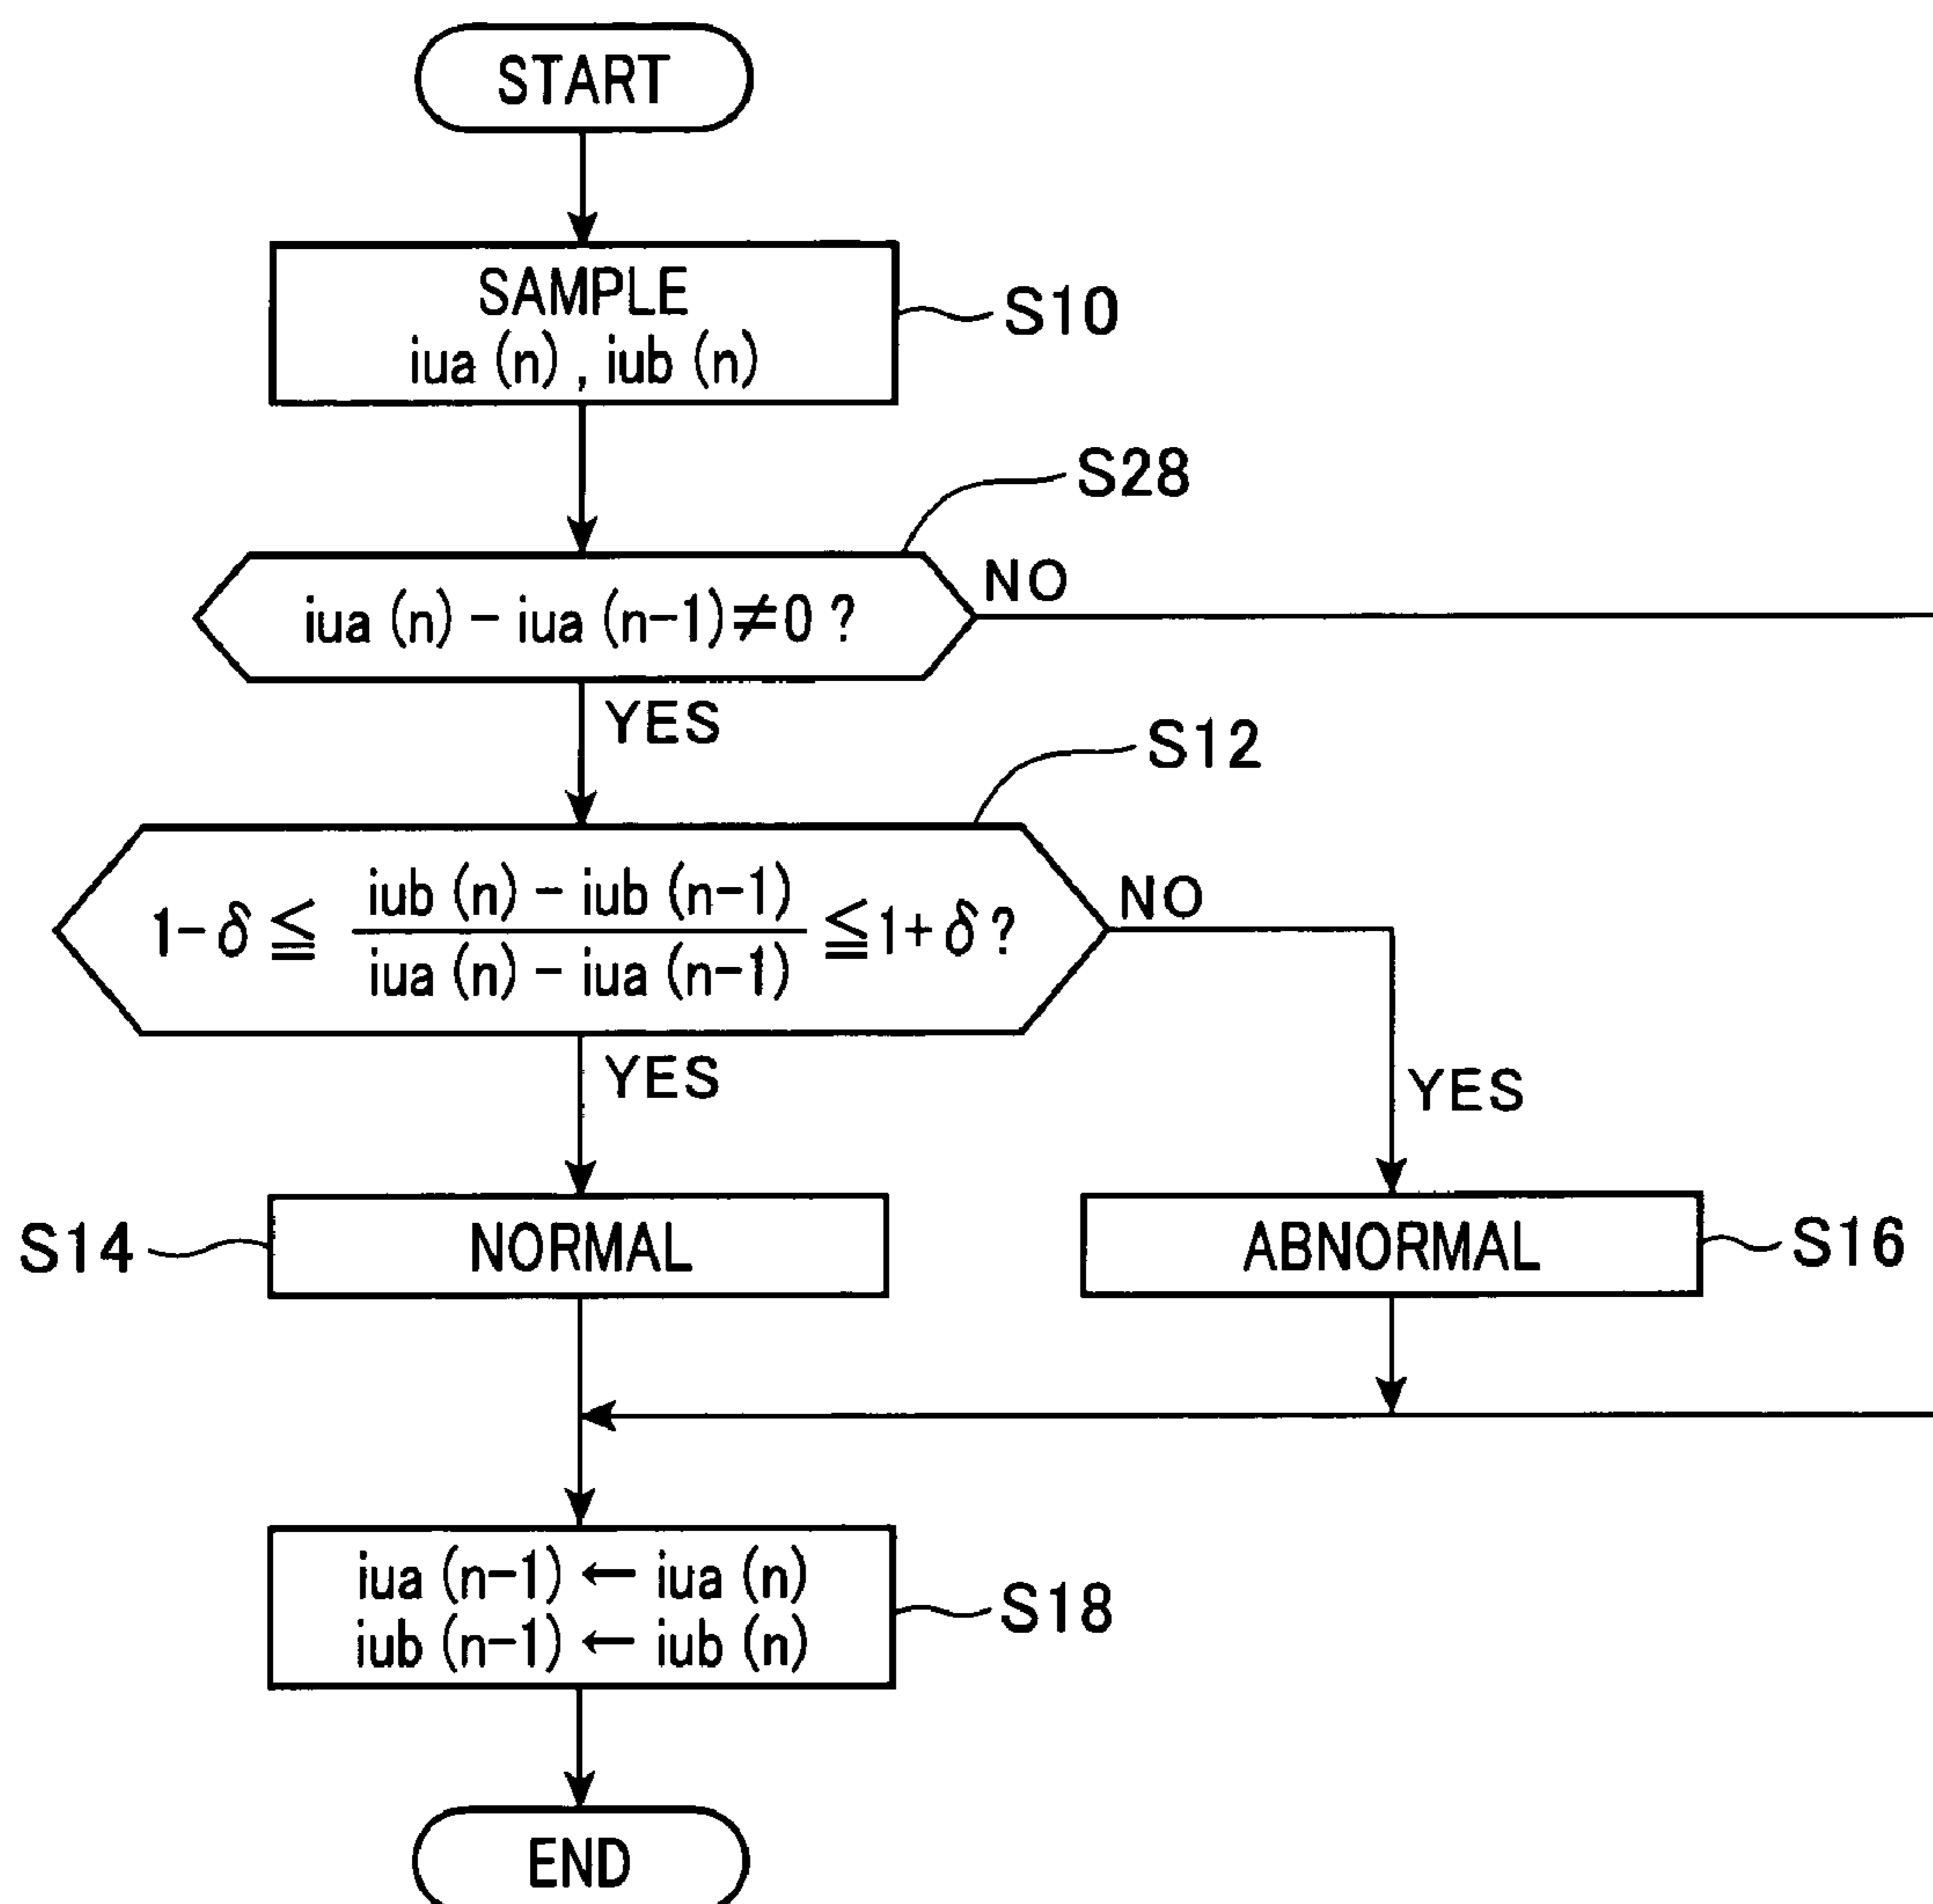 START
SAMPLE
iua (n) , iub (n)
S10
S28
iua (n) − iua (n−1) ≠ 0 ?
NO
YES
S12
1−δ ≦ iub (n) − iub (n−1) / iua (n) − iua (n−1) ≦ 1+δ ?
NO
YES
YES
S14
NORMAL
ABNORMAL
S16
iua (n−1) ← iua (n)
iub (n−1) ← iub (n)
S18
END